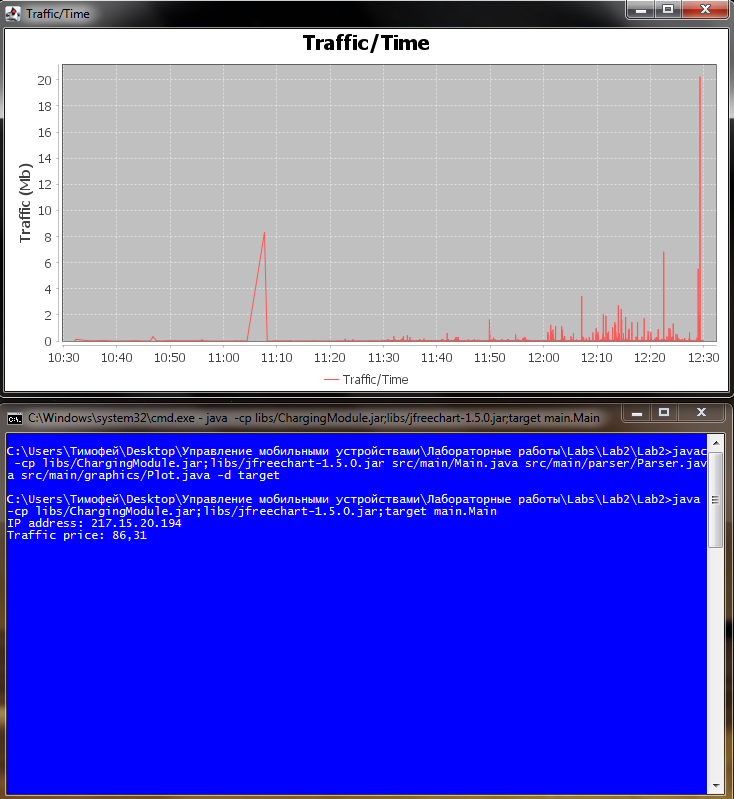 Traffic/Time
Traffic/Time
Traffic (Mb)
20
18
16
14
12
10
8
6
4
2
0
10:30 10:40 10:50 11:00 11:10 11:20 11:30 11:40 11:50 12:00 12:10 12:20 12:30
Traffic/Time
C:\Windows\system32\cmd.exe - java -cp libs/ChargingModule.jar;libs/jfreechart-1.5.0.jar;target main.Main
C:\Users\Тимофей\Desktop\Управление мобильными устройствами\Лабораторные работы\Labs\Lab2\Lab2>javac
-cp libs/ChargingModule.jar;libs/jfreechart-1.5.0.jar src/main/Main.java src/main/parser/Parser.jav
a src/main/graphics/Plot.java -d target
C:\Users\Тимофей\Desktop\Управление мобильными устройствами\Лабораторные работы\Labs\Lab2\Lab2>java
-cp libs/ChargingModule.jar;libs/jfreechart-1.5.0.jar;target main.Main
IP address: 217.15.20.194
Traffic price: 86,31